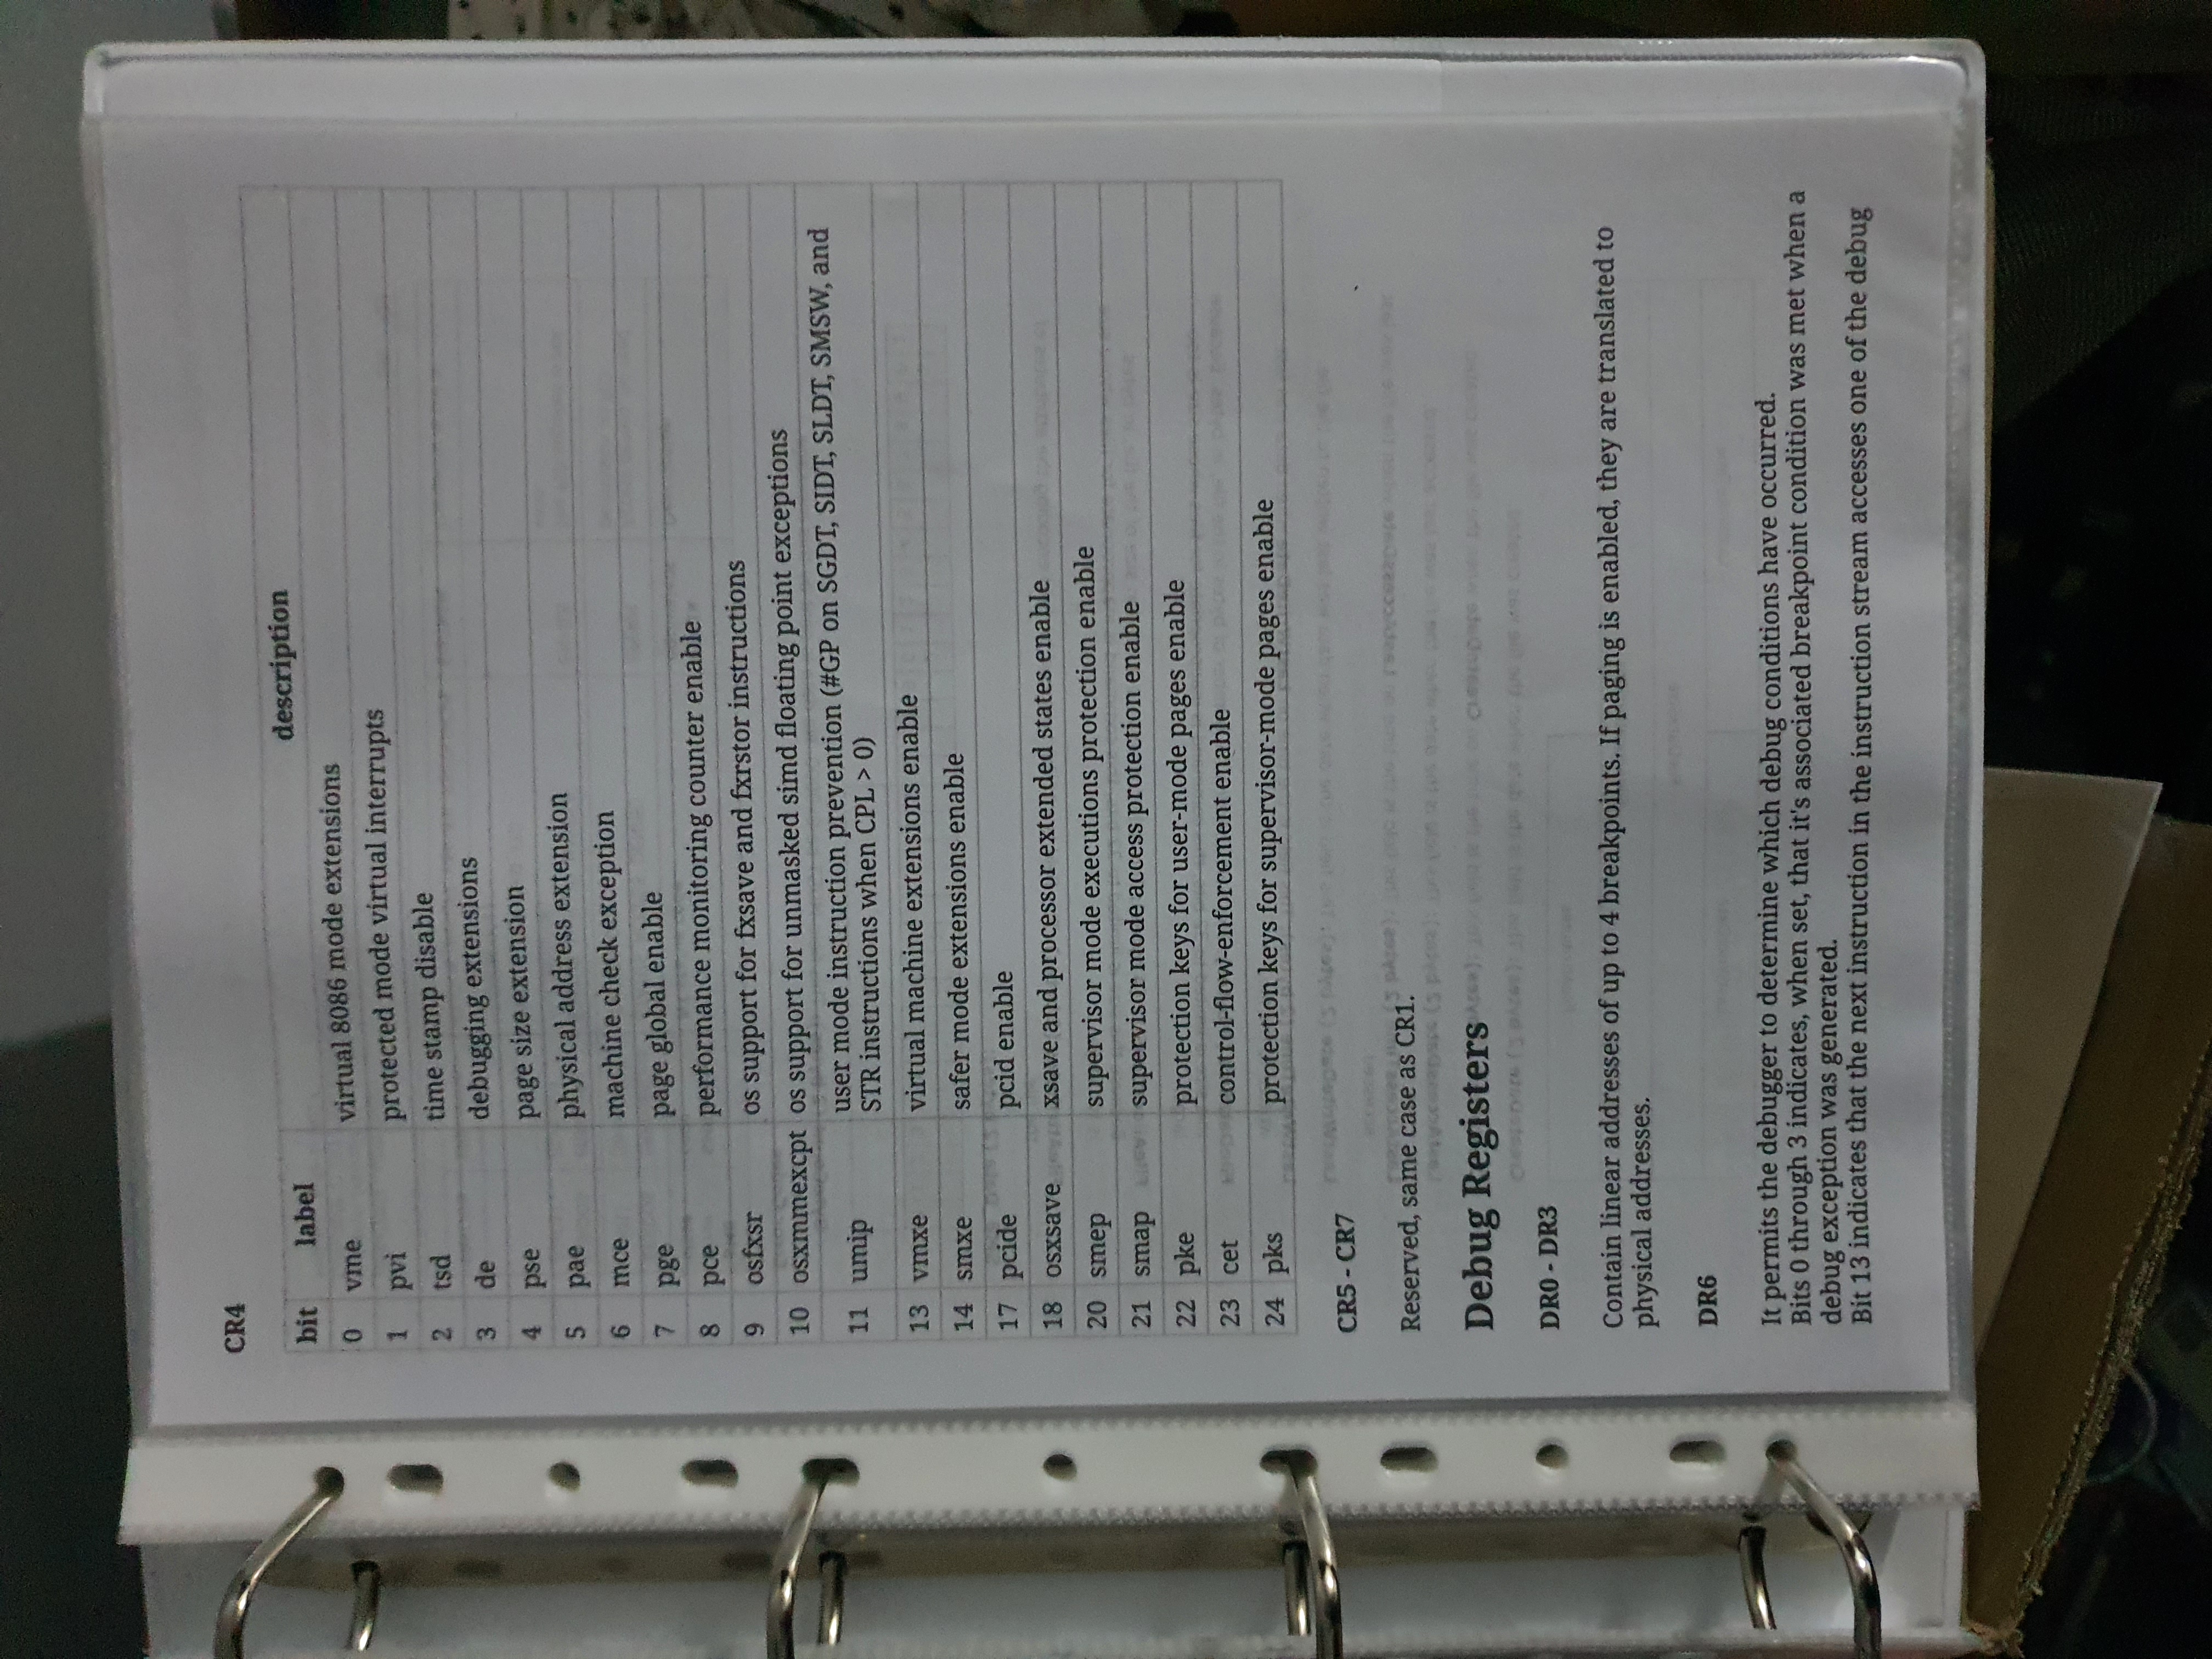 CR4
bit label description
0 vme virtual 8086 mode extensions
1 pvi protected mode virtual interrupts
2 tsd time stamp disable
3 de debugging extensions
4 pse page size extension
5 pae physical address extension
6 mce machine check exception
7 pge page global enable
8 pce performance monitoring counter enable
9 osfxsr os support for fxsave and fxrstor instructions
10 osxmmexcpt os support for unmasked simd floating point exceptions
11 umip user mode instruction prevention (#GP on SGDT, SIDT, SLDT, SMSW, and
STR instructions when CPL > 0)
13 vmxe virtual machine extensions enable
14 smxe safer mode extensions enable
17 pcide pcid enable
18 osxsave xsave and processor extended states enable
20 smep supervisor mode executions protection enable
21 smap supervisor mode access protection enable
22 pke protection keys for user-mode pages enable
23 cet control-flow-enforcement enable
24 pks protection keys for supervisor-mode pages enable
CR5 - CR7
Reserved, same case as CR1.
Debug Registers
DR0 - DR3
Contain linear addresses of up to 4 breakpoints. If paging is enabled, they are translated to
physical addresses.
DR6
It permits the debugger to determine which debug conditions have occurred.
Bits 0 through 3 indicates, when set, that it's associated breakpoint condition was met when a
debug exception was generated.
Bit 13 indicates that the next instruction in the instruction stream accesses one of the debug